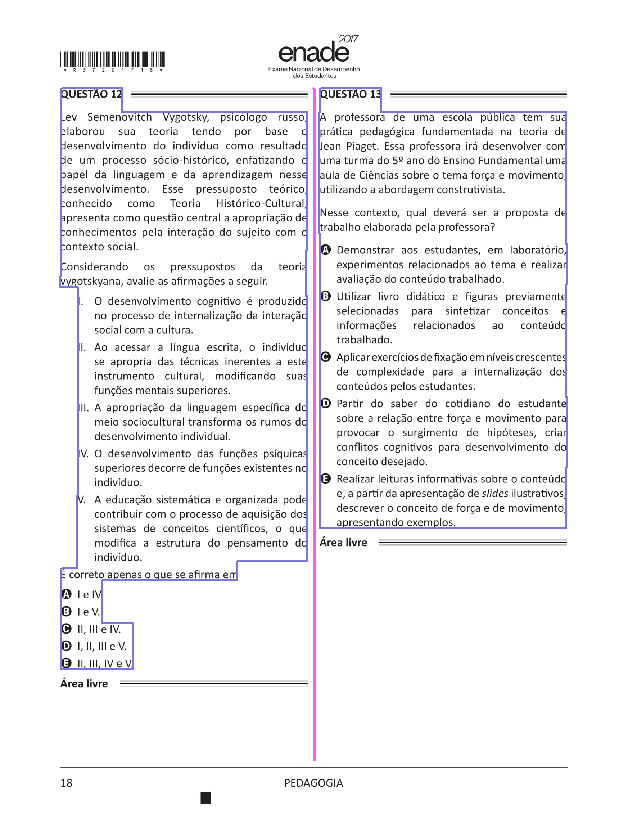 *R3720171818*
enade 2017
Exame Nacional de Desempenho
dos Estudantes
QUESTÃO 12
Lev Semenovitch Vygotsky, psicólogo russo,
elaborou sua teoria tendo por base o
desenvolvimento do indivíduo como resultado
de um processo sócio-histórico, enfatizando o
papel da linguagem e da aprendizagem nesse
desenvolvimento. Esse pressuposto teórico,
conhecido como Teoria Histórico-Cultural,
apresenta como questão central a apropriação de
conhecimentos pela interação do sujeito com o
contexto social.
Considerando os pressupostos da teoria
vygotskyana, avalie as afirmações a seguir.
I. O desenvolvimento cognitivo é produzido
no processo de internalização da interação
social com a cultura.
II. Ao acessar a língua escrita, o indivíduo
se apropria das técnicas inerentes a este
instrumento cultural, modificando suas
funções mentais superiores.
III. A apropriação da linguagem específica do
meio sociocultural transforma os rumos do
desenvolvimento individual.
IV. O desenvolvimento das funções psíquicas
superiores decorre de funções existentes no
indivíduo.
V. A educação sistemática e organizada pode
contribuir com o processo de aquisição dos
sistemas de conceitos científicos, o que
modifica a estrutura do pensamento do
indivíduo.
É correto apenas o que se afirma em
A I e IV.
B I e V.
C II, III e IV.
D I, II, III e V.
E II, III, IV e V.
Área livre
QUESTÃO 13
A professora de uma escola pública tem sua
prática pedagógica fundamentada na teoria de
Jean Piaget. Essa professora irá desenvolver com
uma turma do 5º ano do Ensino Fundamental uma
aula de Ciências sobre o tema força e movimento,
utilizando a abordagem construtivista.
Nesse contexto, qual deverá ser a proposta de
trabalho elaborada pela professora?
A Demonstrar aos estudantes, em laboratório,
experimentos relacionados ao tema e realizar
avaliação do conteúdo trabalhado.
B Utilizar livro didático e figuras previamente
selecionadas para sintetizar conceitos e
informações relacionados ao conteúdo
trabalhado.
C Aplicar exercícios de fixação em níveis crescentes
de complexidade para a internalização dos
conteúdos pelos estudantes.
D Partir do saber do cotidiano do estudante
sobre a relação entre força e movimento para
provocar o surgimento de hipóteses, criar
conflitos cognitivos para desenvolvimento do
conceito desejado.
E Realizar leituras informativas sobre o conteúdo
e, a partir da apresentação de slides ilustrativos,
descrever o conceito de força e de movimento,
apresentando exemplos.
Área livre
18
PEDAGOGIA